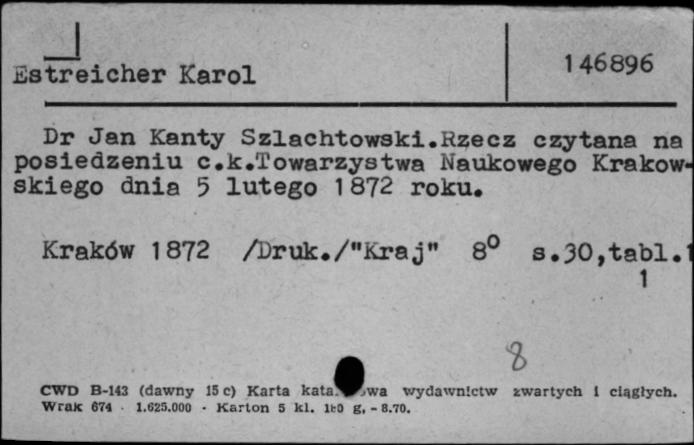 Estreicher Karol
146896
Dr Jan Kanty Szlachtowski.Rzecz czytana na
posiedzeniu c.k.Towarzystwa Naukowego Krakow-
skiego dnia 5 lutego 1872 roku.
Kraków 1872 /Druk./"Kraj" 8° s.30,tabl.1
1
8
CWD B-143 (dawny 15 c) Karta wydawnictw zwartych i ciągłych.
Wrak 674 · 1.625.000 · Karton 5 kl. g, - 8.70.